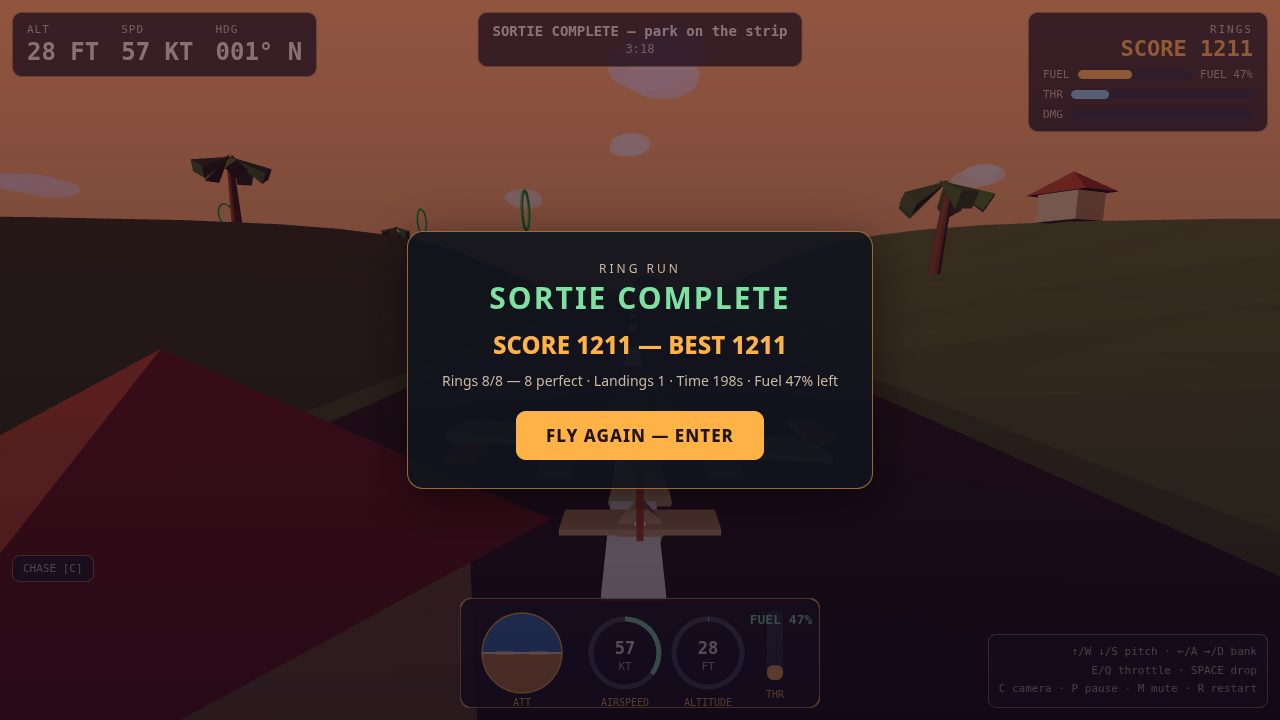 ALT SPD HDG
28 FT 57 KT 001° N
SORTIE COMPLETE — park on the strip
3:18
RINGS
SCORE 1211
FUEL FUEL 47%
THR
DMG
RING RUN
SORTIE COMPLETE
SCORE 1211 — BEST 1211
Rings 8/8 — 8 perfect · Landings 1 · Time 198s · Fuel 47% left
FLY AGAIN — ENTER
CHASE [C]
FUEL 47%
57 28
KT FT
ATT AIRSPEED ALTITUDE THR
↑/W ↓/S pitch · ←/A →/D bank
E/Q throttle · SPACE drop
C camera · P pause · M mute · R restart